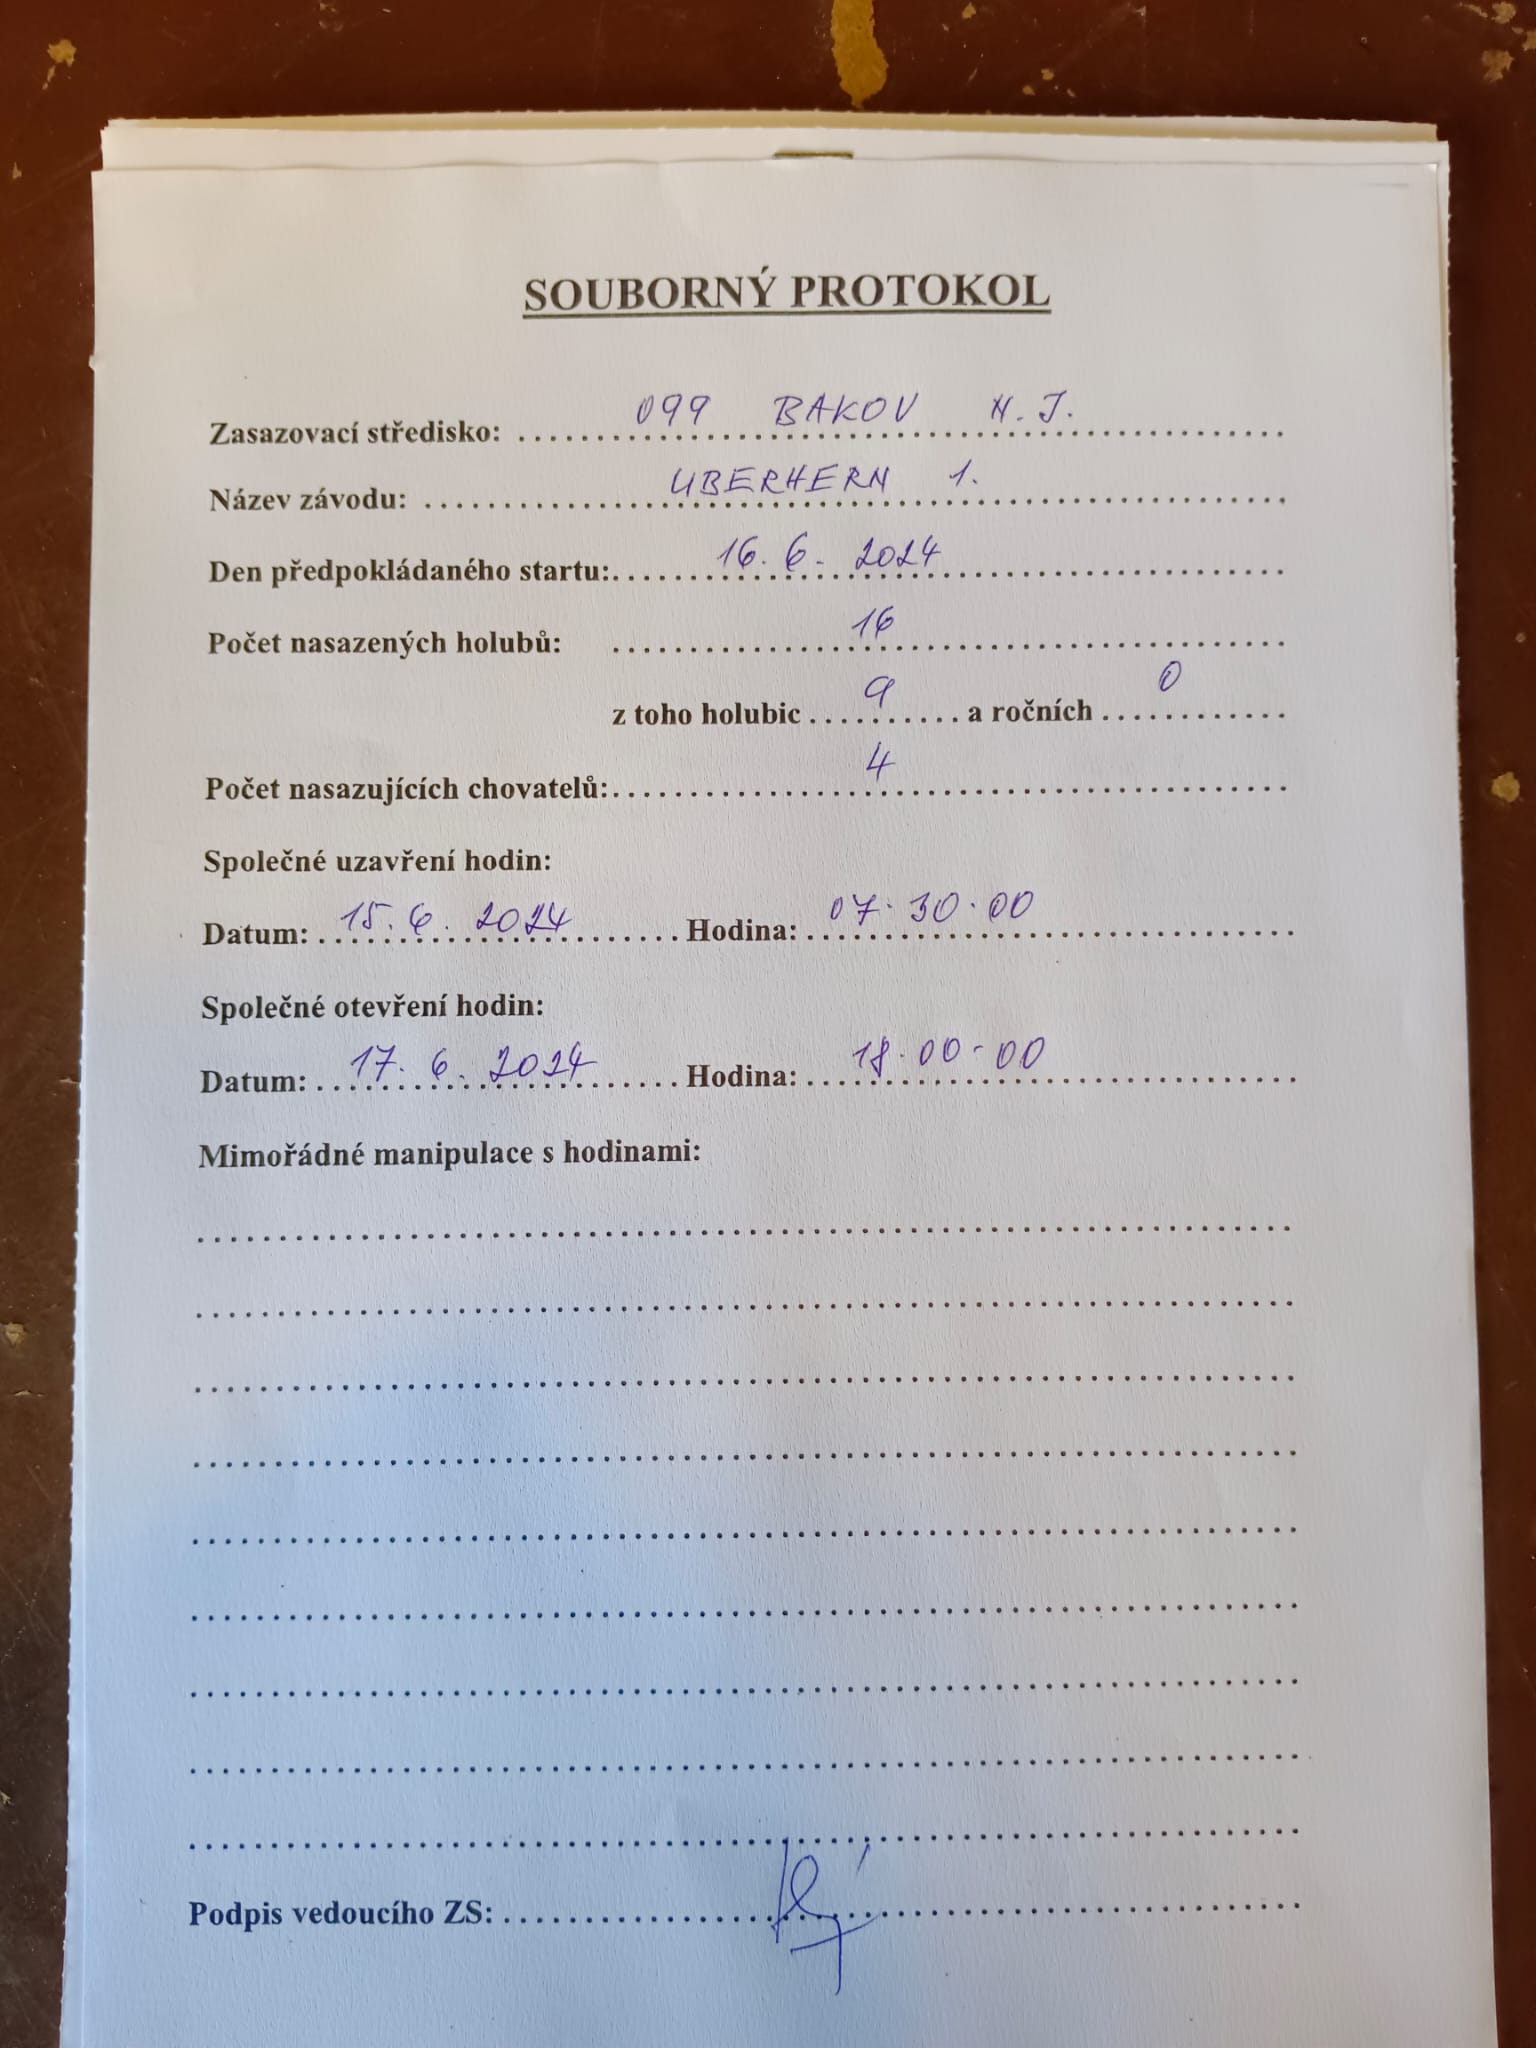 SOUBORNÝ PROTOKOL
Zasazovací středisko: 099 BAKOV N. J.
Název závodu: UBERHERN 1.
Den předpokládaného startu: 16. 6. 2024
Počet nasazených holubů: 16
z toho holubic 9 a ročních 0
Počet nasazujících chovatelů: 4
Společné uzavření hodin:
Datum: 15. 6. 2024 Hodina: 07.30.00
Společné otevření hodin:
Datum: 17. 6. 2024 Hodina: 18.00-00
Mimořádné manipulace s hodinami:
Podpis vedoucího ZS: